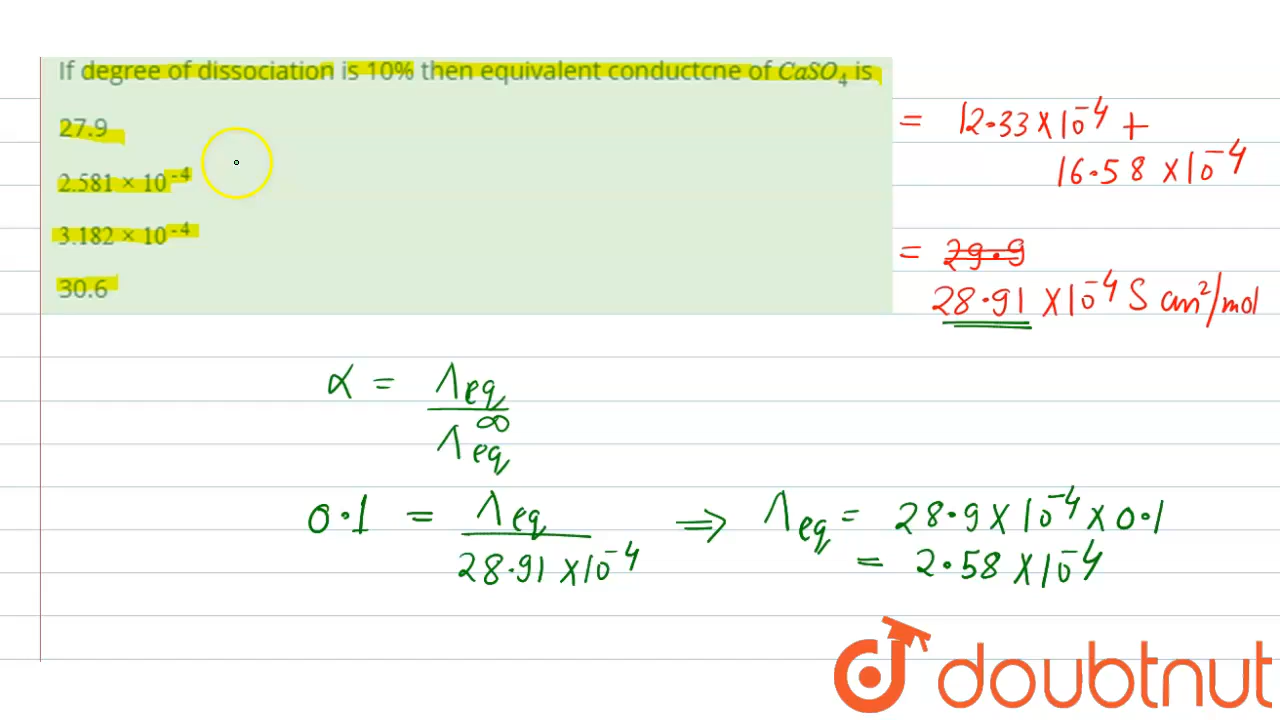 If degree of dissociation is 10% then equivalent conductcne of CaSO₄ is
27.9
2.581 × 10⁻⁴
3.182 × 10⁻⁴
30.6
= 12.33 × 10⁻⁴ +
16.58 × 10⁻⁴
= 29.9
28.91 × 10⁻⁴ S cm²/mol
α = Λeq / Λ∞eq
0.1 = Λeq / 28.91 × 10⁻⁴ ⇒ Λeq = 28.9 × 10⁻⁴ × 0.1
= 2.58 × 10⁻⁴
doubtnut